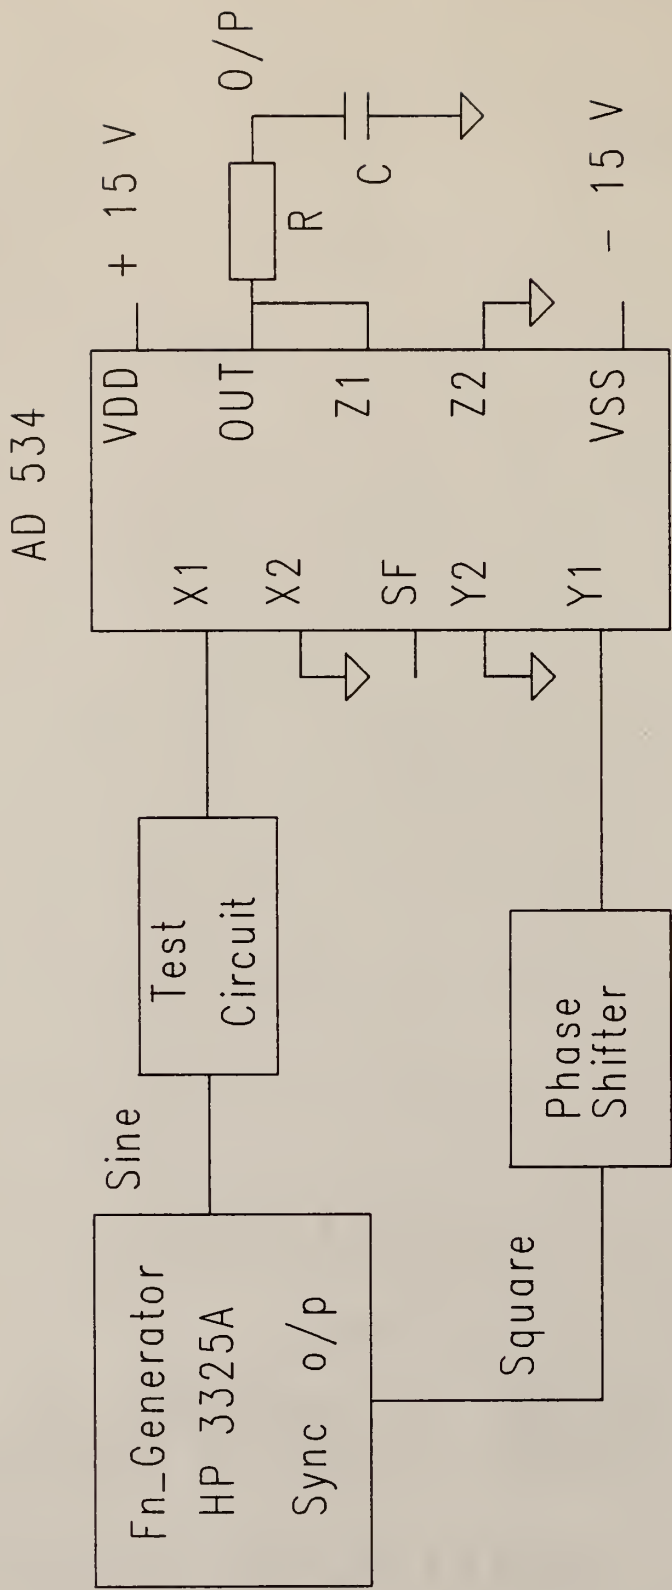 AD 534
Fn_Generator
HP 3325A
Sync o/p
Sine
Square
Test
Circuit
Phase
Shifter
X1
X2
SF
Y2
Y1
VDD
OUT
Z1
Z2
VSS
+ 15 V
O/P
R
C
- 15 V